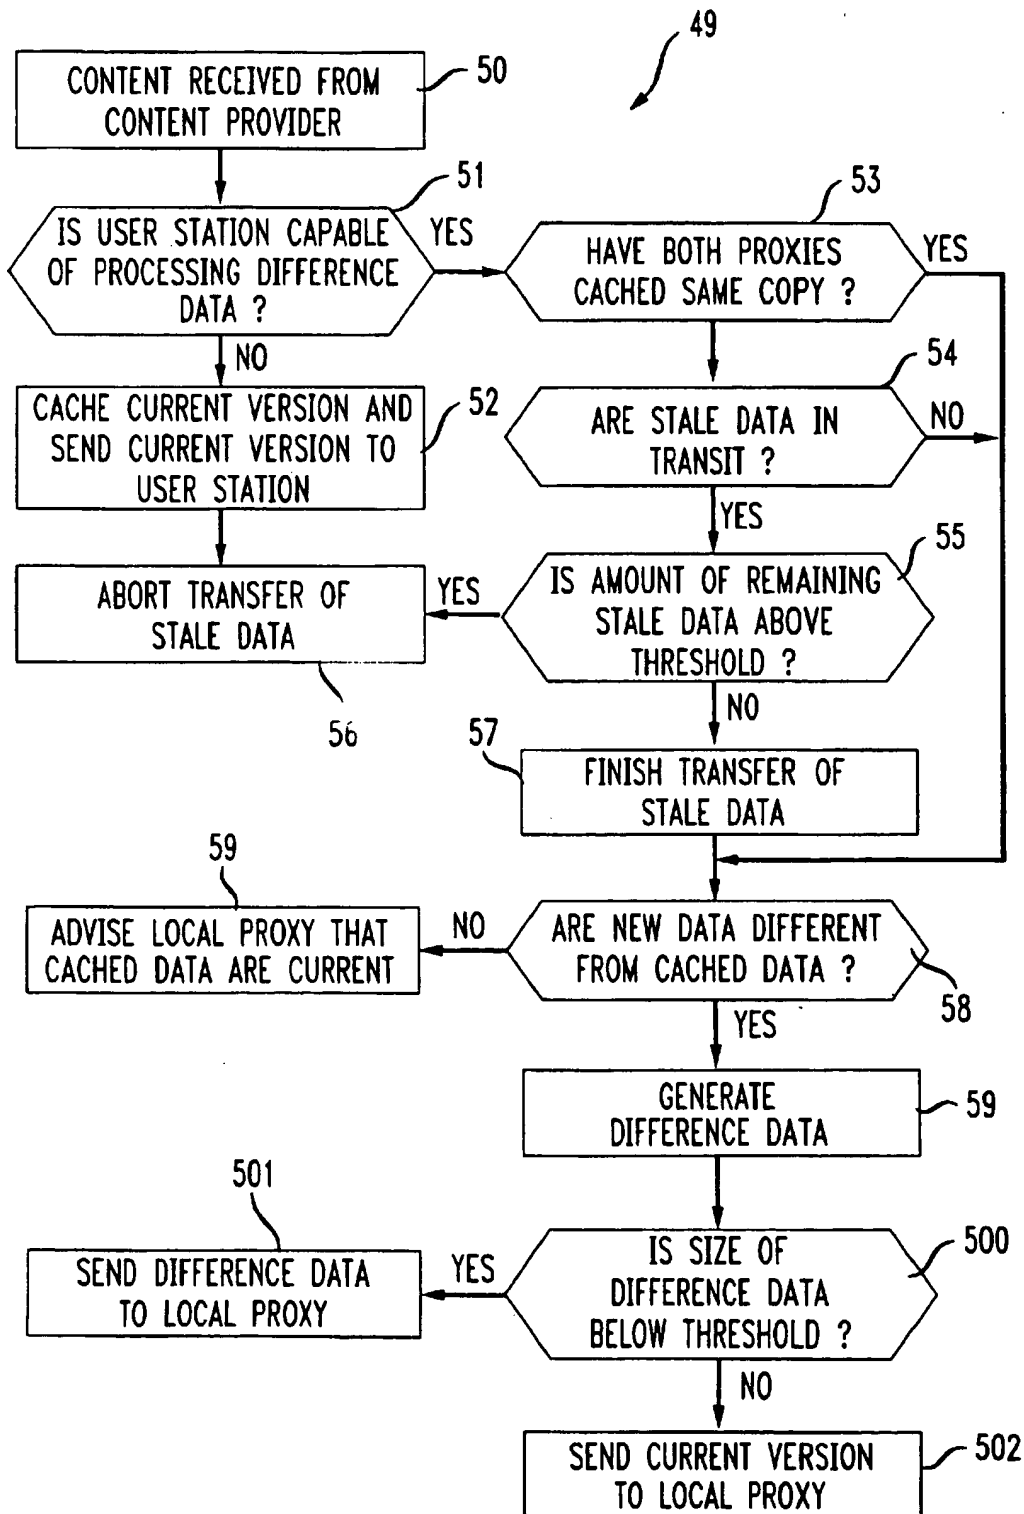 49
CONTENT RECEIVED FROM
CONTENT PROVIDER
50
IS USER STATION CAPABLE
OF PROCESSING DIFFERENCE
DATA ?
51
YES
NO
HAVE BOTH PROXIES
CACHED SAME COPY ?
53
YES
CACHE CURRENT VERSION AND
SEND CURRENT VERSION TO
USER STATION
52
ARE STALE DATA IN
TRANSIT ?
54
NO
YES
ABORT TRANSFER OF
STALE DATA
56
YES
IS AMOUNT OF REMAINING
STALE DATA ABOVE
THRESHOLD ?
55
NO
57
FINISH TRANSFER OF
STALE DATA
59
ADVISE LOCAL PROXY THAT
CACHED DATA ARE CURRENT
NO
ARE NEW DATA DIFFERENT
FROM CACHED DATA ?
58
YES
GENERATE
DIFFERENCE DATA
59
501
SEND DIFFERENCE DATA
TO LOCAL PROXY
YES
IS SIZE OF
DIFFERENCE DATA
BELOW THRESHOLD ?
500
NO
SEND CURRENT VERSION
TO LOCAL PROXY
502